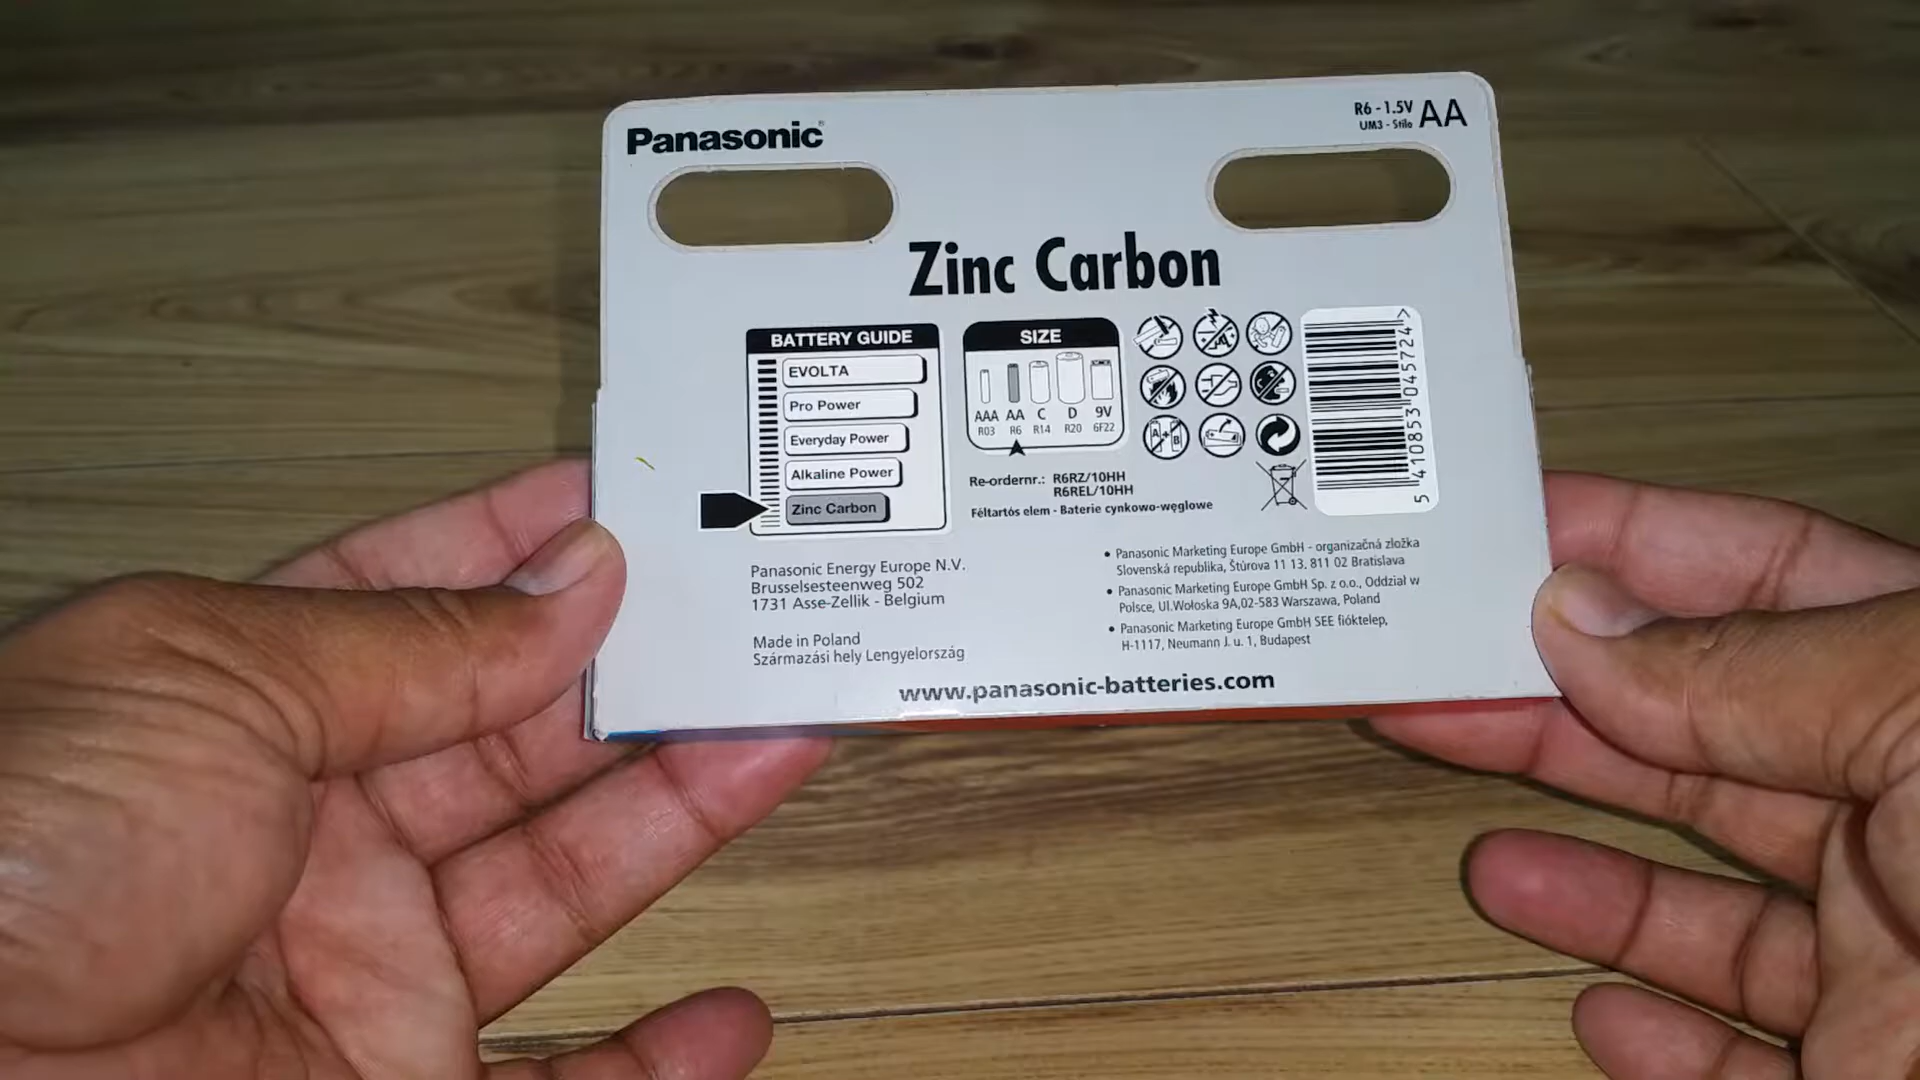 Panasonic
R6 - 1.5V
UM3 - Stilo
AA
Zinc Carbon
BATTERY GUIDE
EVOLTA
Pro Power
Everyday Power
Alkaline Power
Zinc Carbon
SIZE
AAA AA C D 9V
R03 R6 R14 R20 6F22
A+B
5 410853 045724 >
Re-ordernr.: R6RZ/10HH
R6REL/10HH
Féltartós elem - Baterie cynkowo-węglowe
Panasonic Energy Europe N.V.
Brusselsesteenweg 502
1731 Asse-Zellik - Belgium
Made in Poland
Származási hely Lengyelország
• Panasonic Marketing Europe GmbH - organizačná zložka
Slovenská republika, Štúrova 11 13, 811 02 Bratislava
• Panasonic Marketing Europe GmbH Sp. z o.o., Oddział w
Polsce, Ul.Wołoska 9A,02-583 Warszawa, Poland
• Panasonic Marketing Europe GmbH SEE fióktelep,
H-1117, Neumann J. u. 1, Budapest
www.panasonic-batteries.com